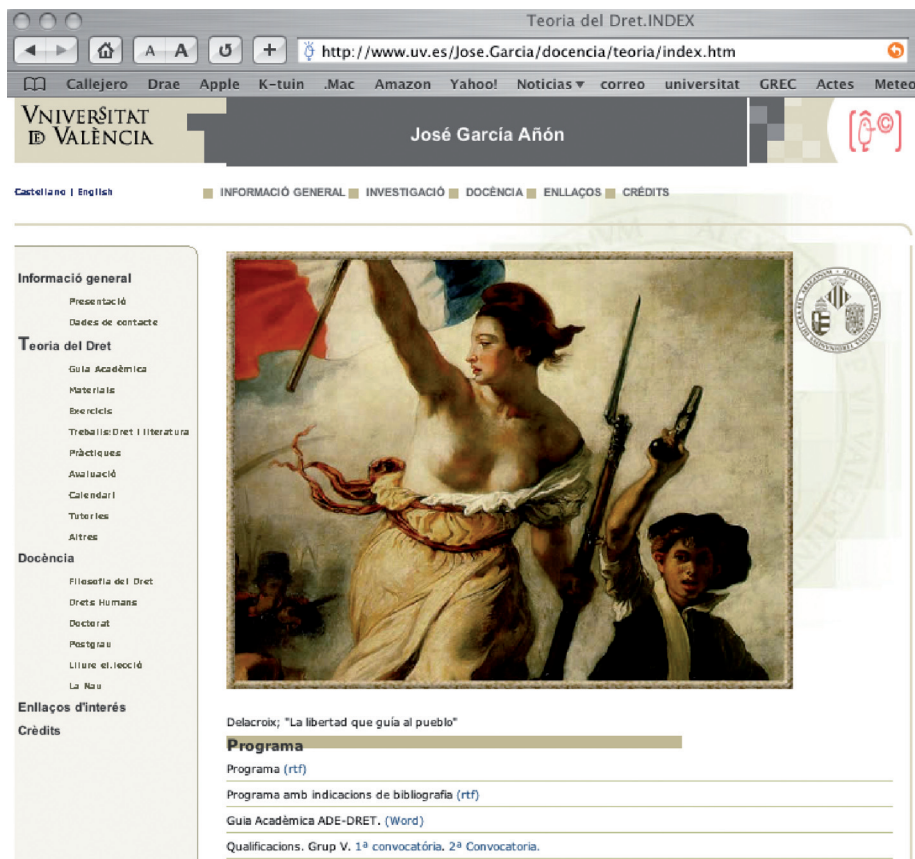 Teoria del Dret.INDEX
A A + http://www.uv.es/Jose.Garcia/docencia/teoria/index.htm
Callejero Drae Apple K-tuin .Mac Amazon Yahoo! Noticias▼ correo universitat GREC Actes Meteo
VNIVERSITAT
ID VALÈNCIA
José García Añón
©
Castellano | English
INFORMACIÓ GENERAL INVESTIGACIÓ DOCÈNCIA ENLLAÇOS CRÉDITS
Informació general
Presentació
Dades de contacte
Teoria del Dret
Guia Acadèmica
Materials
Exercicis
Treballs:Dret i literatura
Pràctiques
Avaluació
Calendari
Tutories
Altres
Docència
Filosofia del Dret
Drets Humans
Doctorat
Postgrau
Lliure el.lecció
La Nau
Enllaços d'interés
Crèdits
Delacroix; "La libertad que guía al pueblo"
Programa
Programa (rtf)
Programa amb indicacions de bibliografia (rtf)
Guia Acadèmica ADE-DRET. (Word)
Qualificacions. Grup V. 1ª convocatória. 2ª Convocatoria.